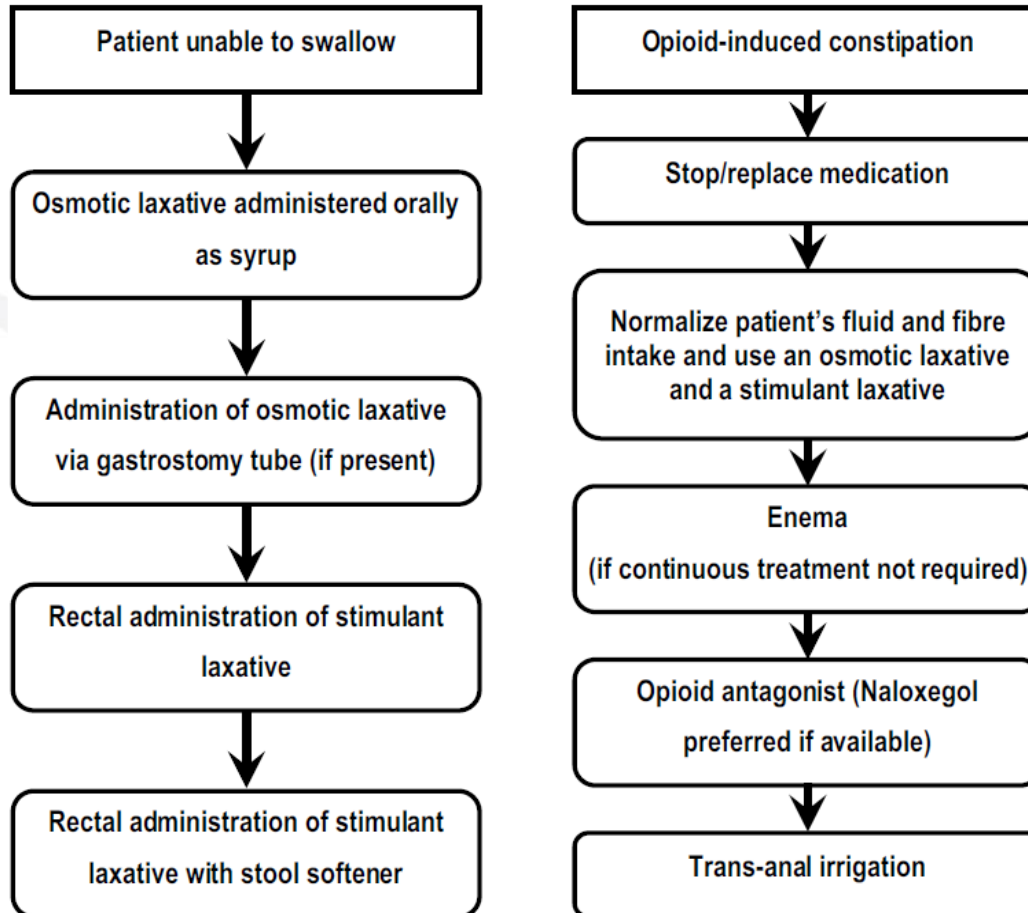 Patient unable to swallow
Osmotic laxative administered orally
as syrup
Administration of osmotic laxative
via gastrostomy tube (if present)
Rectal administration of stimulant
laxative
Rectal administration of stimulant
laxative with stool softener
Opioid-induced constipation
Stop/replace medication
Normalize patient’s fluid and fibre
intake and use an osmotic laxative
and a stimulant laxative
Enema
(if continuous treatment not required)
Opioid antagonist (Naloxegol
preferred if available)
Trans-anal irrigation